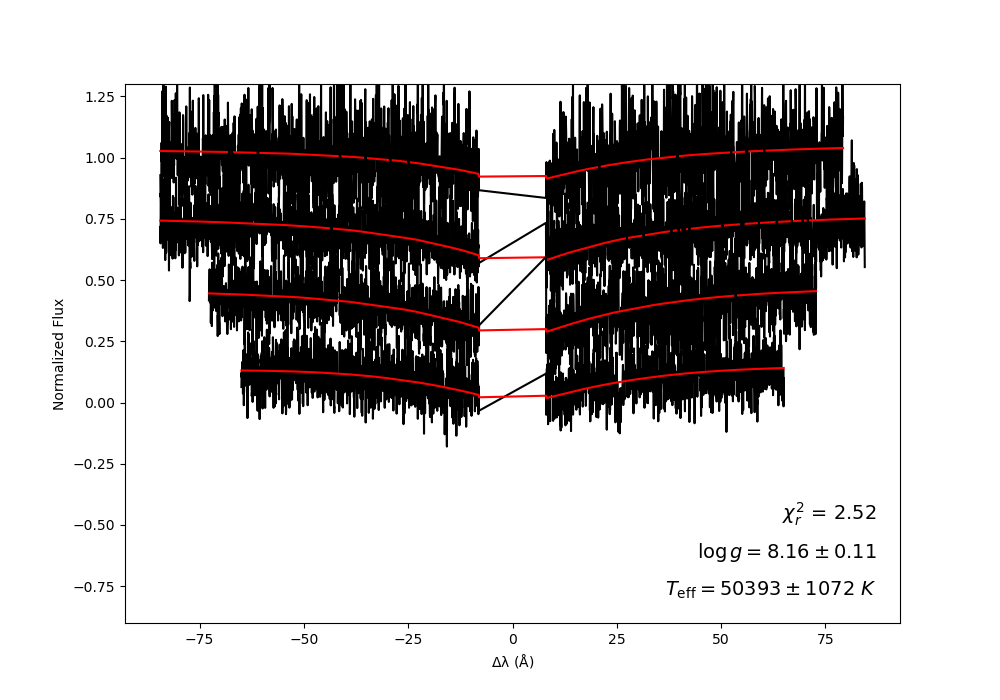 1.25
1.00
0.75
0.50
0.25
0.00
−0.25
−0.50
−0.75
Normalized Flux
χ²ᵣ = 2.52
log g = 8.16 ± 0.11
T_eff = 50393 ± 1072 K
−75 −50 −25 0 25 50 75
Δλ (Å)